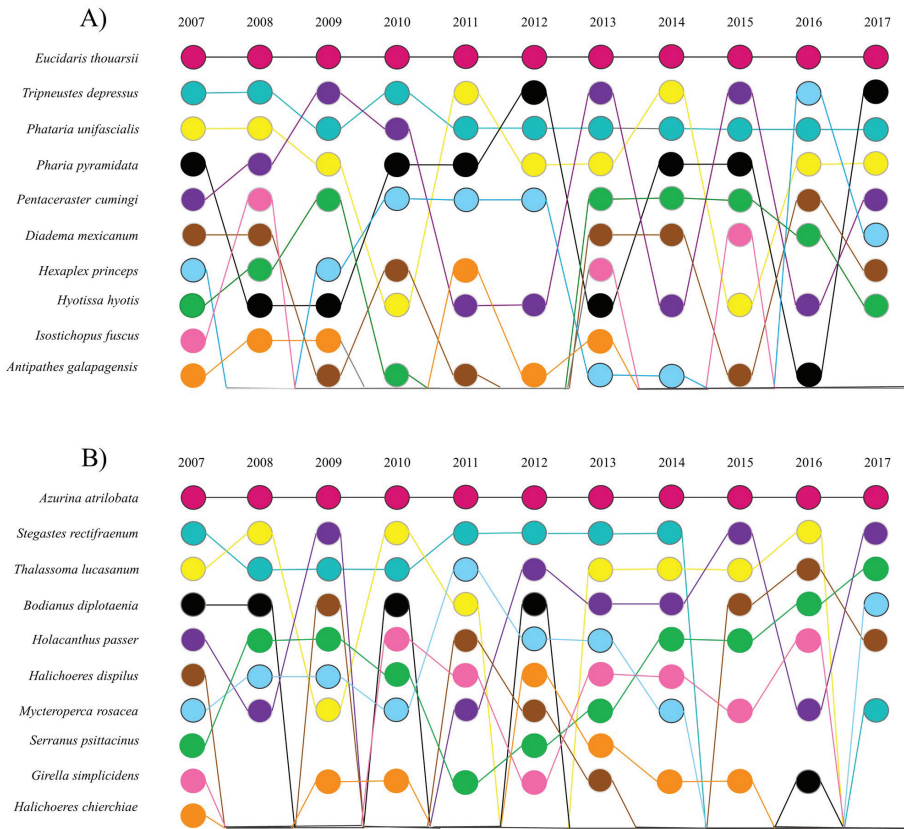 A)
2007 2008 2009 2010 2011 2012 2013 2014 2015 2016 2017
Eucidaris thouarsii
Tripneustes depressus
Phataria unifascialis
Pharia pyramidata
Pentaceraster cumingi
Diadema mexicanum
Hexaplex princeps
Hyotissa hyotis
Isostichopus fuscus
Antipathes galapagensis
B)
2007 2008 2009 2010 2011 2012 2013 2014 2015 2016 2017
Azurina atrilobata
Stegastes rectifraenum
Thalassoma lucasanum
Bodianus diplotaenia
Holacanthus passer
Halichoeres dispilus
Mycteroperca rosacea
Serranus psittacinus
Girella simplicidens
Halichoeres chierchiae